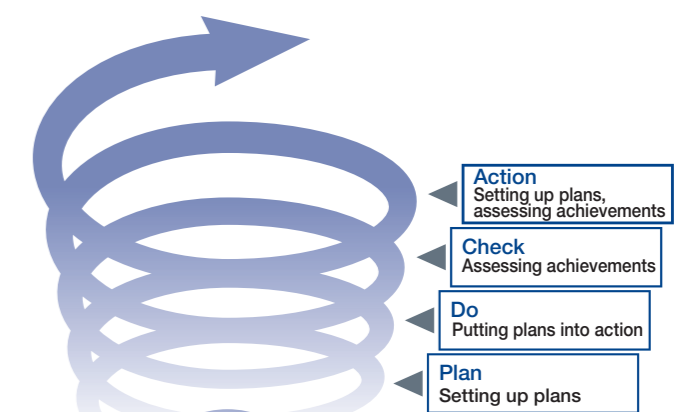 Action
Setting up plans,
assessing achievements
Check
Assessing achievements
Do
Putting plans into action
Plan
Setting up plans